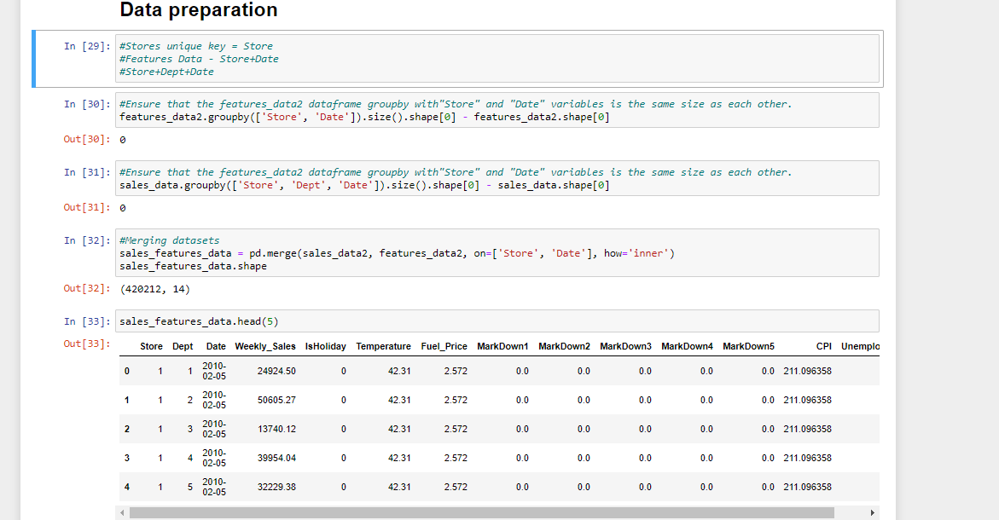 Data preparation
In [29]: #Stores unique key = Store
#Features Data - Store+Date
#Store+Dept+Date
In [30]: #Ensure that the features_data2 dataframe groupby with"Store" and "Date" variables is the same size as each other.
features_data2.groupby(['Store', 'Date']).size().shape[0] - features_data2.shape[0]
Out[30]: 0
In [31]: #Ensure that the features_data2 dataframe groupby with"Store" and "Date" variables is the same size as each other.
sales_data.groupby(['Store', 'Dept', 'Date']).size().shape[0] - sales_data.shape[0]
Out[31]: 0
In [32]: #Merging datasets
sales_features_data = pd.merge(sales_data2, features_data2, on=['Store', 'Date'], how='inner')
sales_features_data.shape
Out[32]: (420212, 14)
In [33]: sales_features_data.head(5)
Out[33]:
Store Dept Date Weekly_Sales IsHoliday Temperature Fuel_Price MarkDown1 MarkDown2 MarkDown3 MarkDown4 MarkDown5 CPI Unemplo
0 1 1 2010-02-05 24924.50 0 42.31 2.572 0.0 0.0 0.0 0.0 0.0 211.096358
1 1 2 2010-02-05 50605.27 0 42.31 2.572 0.0 0.0 0.0 0.0 0.0 211.096358
2 1 3 2010-02-05 13740.12 0 42.31 2.572 0.0 0.0 0.0 0.0 0.0 211.096358
3 1 4 2010-02-05 39954.04 0 42.31 2.572 0.0 0.0 0.0 0.0 0.0 211.096358
4 1 5 2010-02-05 32229.38 0 42.31 2.572 0.0 0.0 0.0 0.0 0.0 211.096358